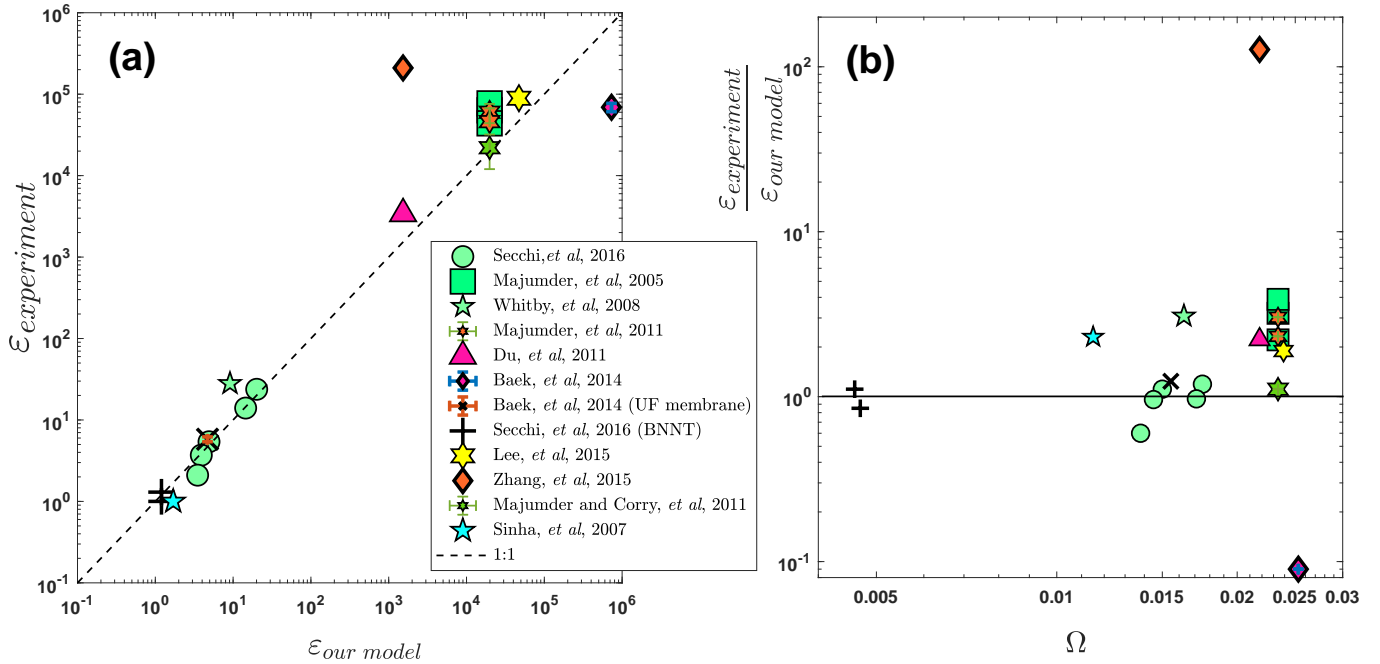 (a)
10^6
10^5
10^4
10^3
10^2
10^1
10^0
10^-1
ε_experiment
10^-1 10^0 10^1 10^2 10^3 10^4 10^5 10^6
ε_our model
Secchi,et al, 2016
Majumder, et al, 2005
Whitby, et al, 2008
Majumder, et al, 2011
Du, et al, 2011
Baek, et al, 2014
Baek, et al, 2014 (UF membrane)
Secchi, et al, 2016 (BNNT)
Lee, et al, 2015
Zhang, et al, 2015
Majumder and Corry, et al, 2011
Sinha, et al, 2007
1:1
(b)
ε_experiment
ε_our model
10^2
10^1
10^0
10^-1
0.005 0.01 0.015 0.02 0.025 0.03
Ω